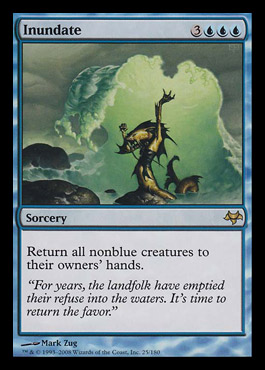 Inundate 3
Sorcery
Return all nonblue creatures to
their owners' hands.
“For years, the landfolk have emptied
their refuse into the waters. It’s time to
return the favor.”
Mark Zug
™ & © 1993–2008 Wizards of the Coast, Inc. 25/180